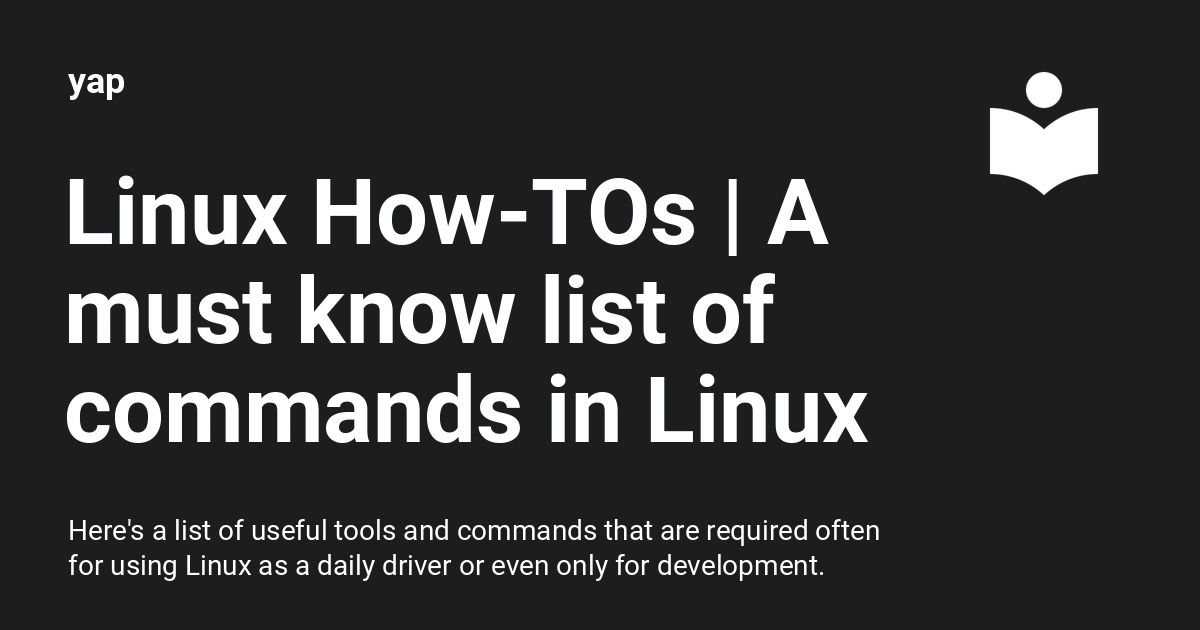 yap
Linux How-TOs | A
must know list of
commands in Linux
Here's a list of useful tools and commands that are required often
for using Linux as a daily driver or even only for development.